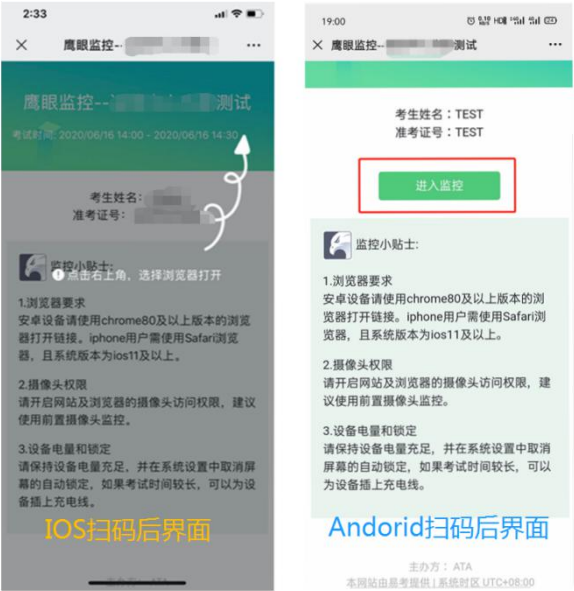 2:33
鹰眼监控--
鹰眼监控--
测试
考试时间: 2020/06/16 14:00 - 2020/06/16 14:30
考生姓名:
准考证号:
监控小贴士:
点击右上角，选择浏览器打开
1.浏览器要求
安卓设备请使用chrome80及以上版本的浏览
器打开链接。iphone用户需使用Safari浏览
器，且系统版本为ios11及以上。
2.摄像头权限
请开启网站及浏览器的摄像头访问权限，建议
使用前置摄像头监控。
3.设备电量和锁定
请保持设备电量充足，并在系统设置中取消屏
幕的自动锁定，如果考试时间较长，可以为设
备插上充电线。
IOS扫码后界面
主办方： ATA
19:00
鹰眼监控--
测试
考生姓名：TEST
准考证号：TEST
进入监控
监控小贴士:
1.浏览器要求
安卓设备请使用chrome80及以上版本的浏
览器打开链接。iphone用户需使用Safari浏
览器，且系统版本为ios11及以上。
2.摄像头权限
请开启网站及浏览器的摄像头访问权限，建
议使用前置摄像头监控。
3.设备电量和锁定
请保持设备电量充足，并在系统设置中取消
屏幕的自动锁定，如果考试时间较长，可以
为设备插上充电线。
Andorid扫码后界面
主办方： ATA
本网站由易考提供 | 系统时区 UTC+08:00